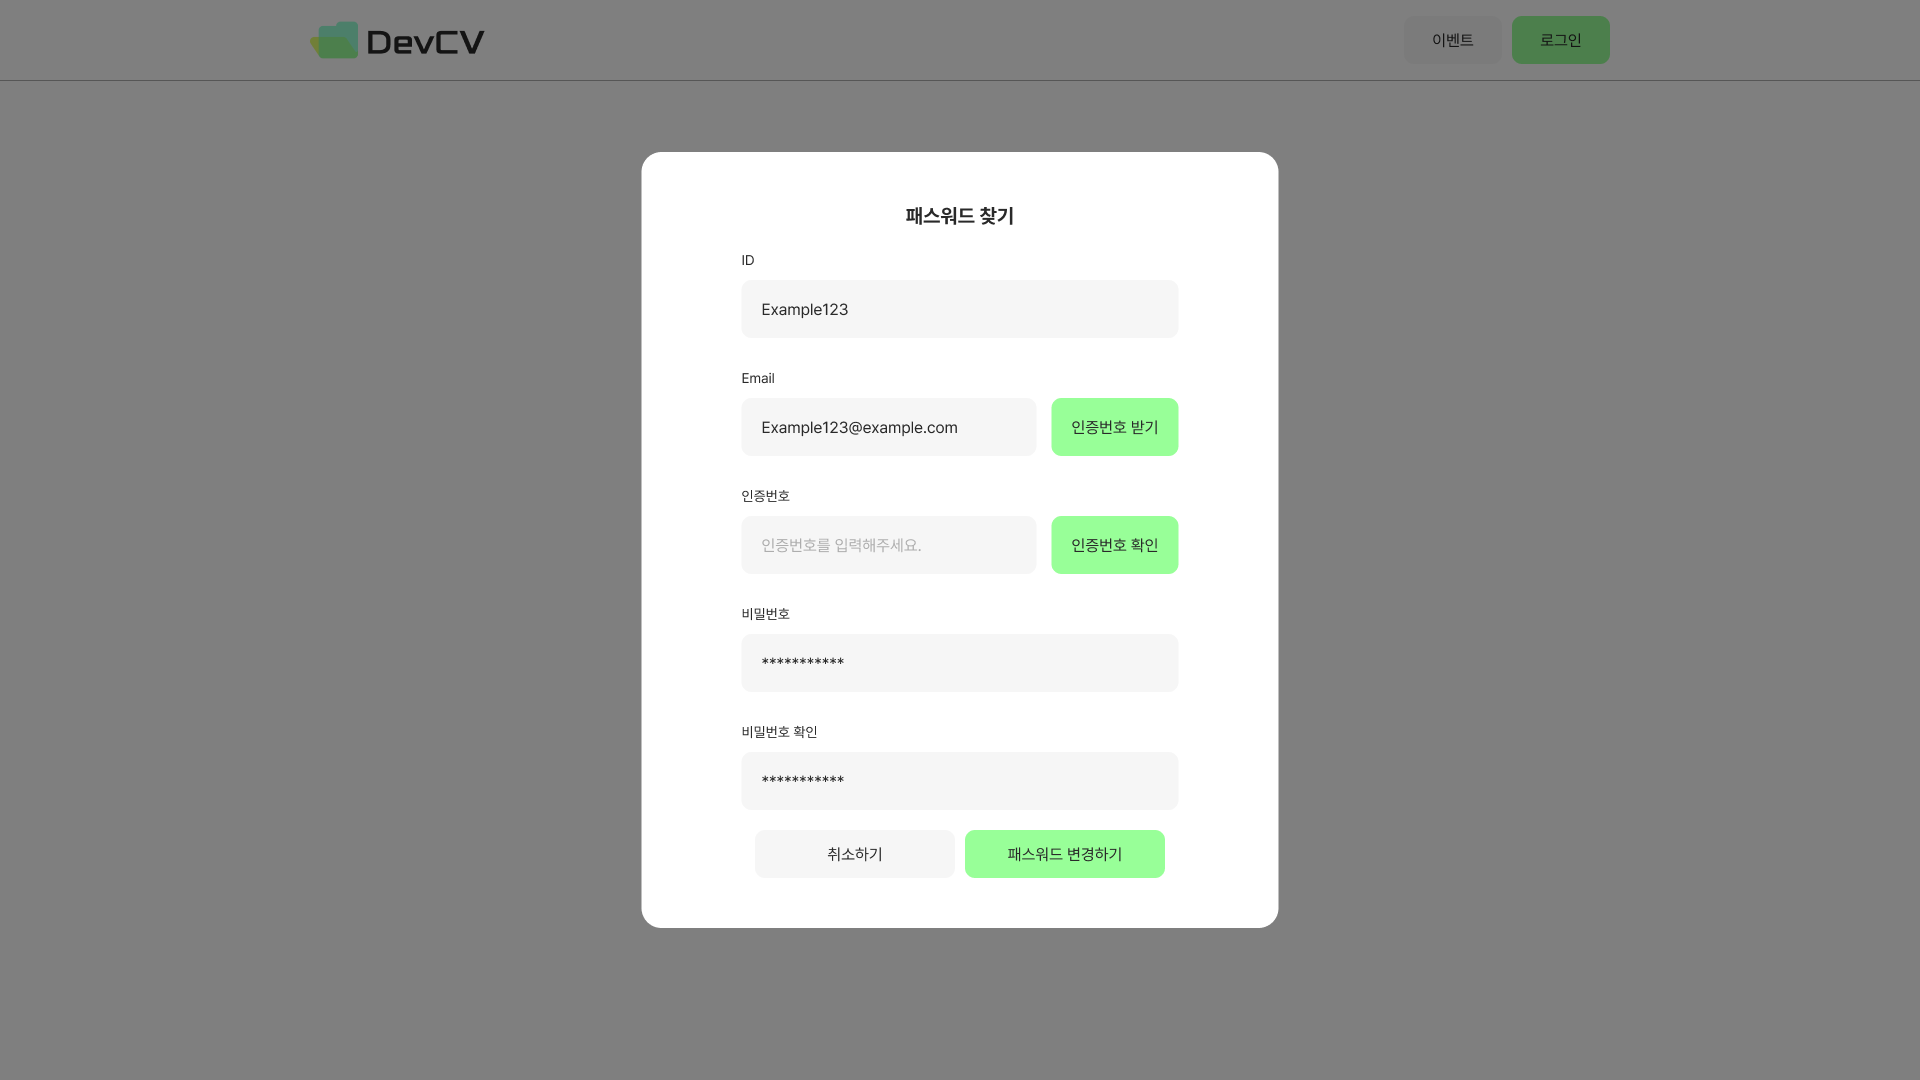 DevCV
이벤트
로그인
패스워드 찾기
ID
Example123
Email
Example123@example.com
인증번호 받기
인증번호
인증번호를 입력해주세요.
인증번호 확인
비밀번호
***********
비밀번호 확인
***********
취소하기
패스워드 변경하기